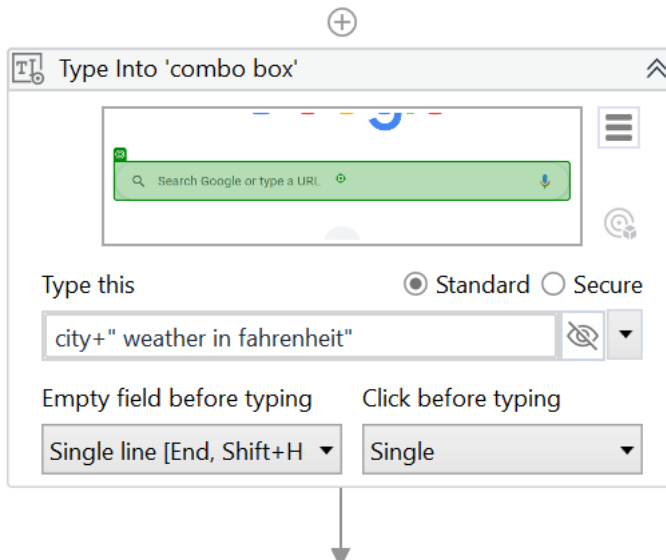 Type Into 'combo box'
Search Google or type a URL
Type this
Standard
Secure
city+" weather in fahrenheit"
Empty field before typing
Click before typing
Single line [End, Shift+H
Single